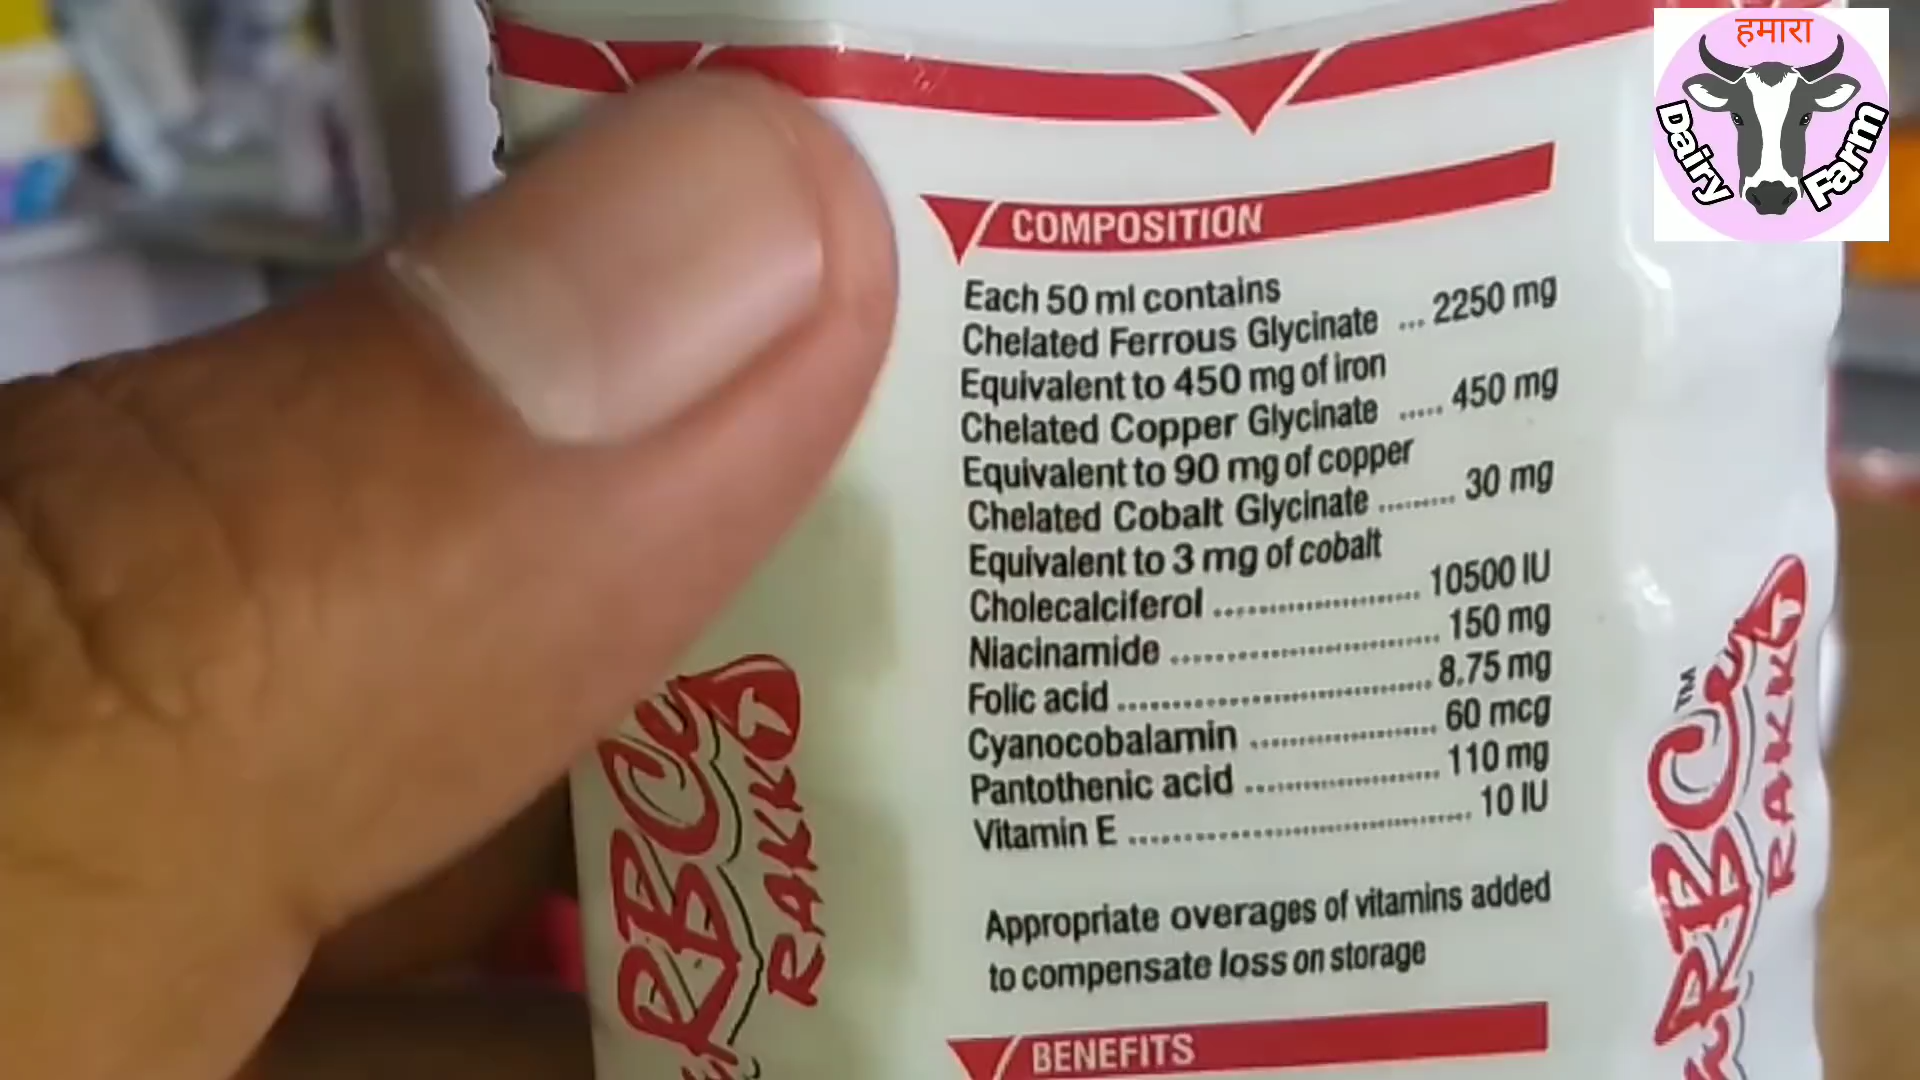 हमारा
Dairy Farm
COMPOSITION
Each 50 ml contains
Chelated Ferrous Glycinate ... 2250 mg
Equivalent to 450 mg of iron
Chelated Copper Glycinate ..... 450 mg
Equivalent to 90 mg of copper
Chelated Cobalt Glycinate ......... 30 mg
Equivalent to 3 mg of cobalt
Cholecalciferol ........................ 10500 IU
Niacinamide ............................... 150 mg
Folic acid .................................... 8.75 mg
Cyanocobalamin ..................... 60 mcg
Pantothenic acid ...................... 110 mg
Vitamin E ....................................... 10 IU
Appropriate overages of vitamins added
to compensate loss on storage
BENEFITS
RAKKT
TM
RAKKT